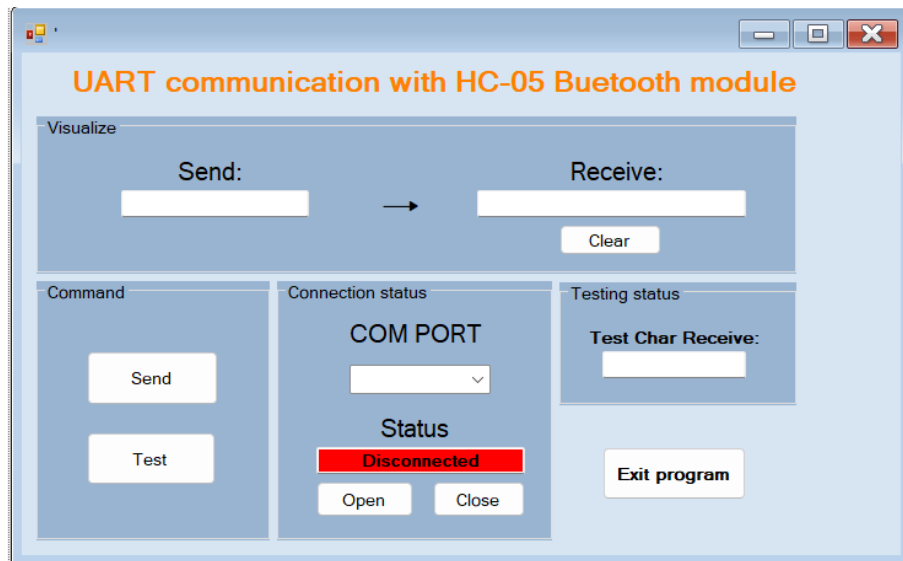 '
UART communication with HC-05 Buetooth module
Visualize
Send:
Receive:
Clear
Command
Send
Test
Connection status
COM PORT
Status
Disconnected
Open
Close
Testing status
Test Char Receive:
Exit program